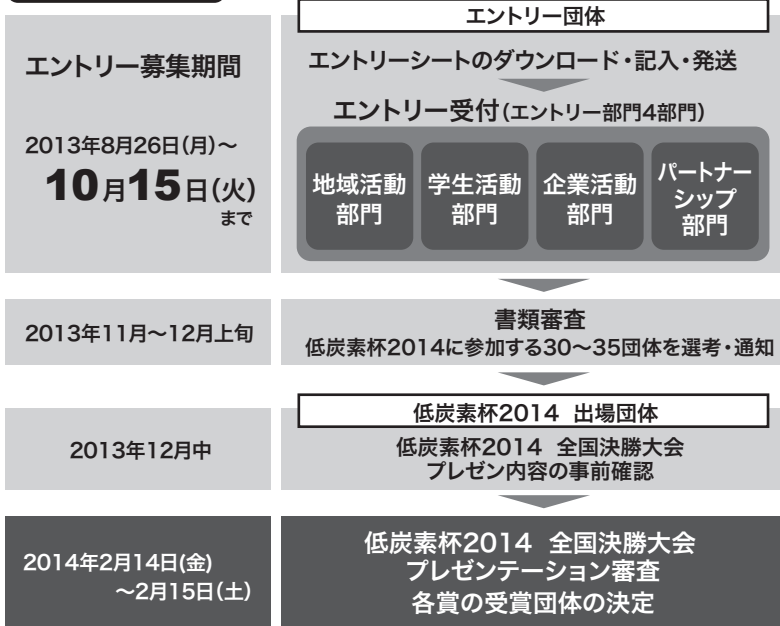 エントリー募集期間
2013年8月26日(月)~
10月15日(火)
まで
エントリー団体
エントリーシートのダウンロード・記入・発送
エントリー受付(エントリー部門4部門)
地域活動
部門
学生活動
部門
企業活動
部門
パートナー
シップ
部門
2013年11月~12月上旬
書類審査
低炭素杯2014に参加する30~35団体を選考・通知
2013年12月中
低炭素杯2014 出場団体
低炭素杯2014 全国決勝大会
プレゼン内容の事前確認
2014年2月14日(金)
~2月15日(土)
低炭素杯2014 全国決勝大会
プレゼンテーション審査
各賞の受賞団体の決定